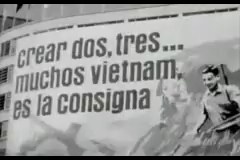 crear dos, tres...
muchos vietnam,
es la consigna